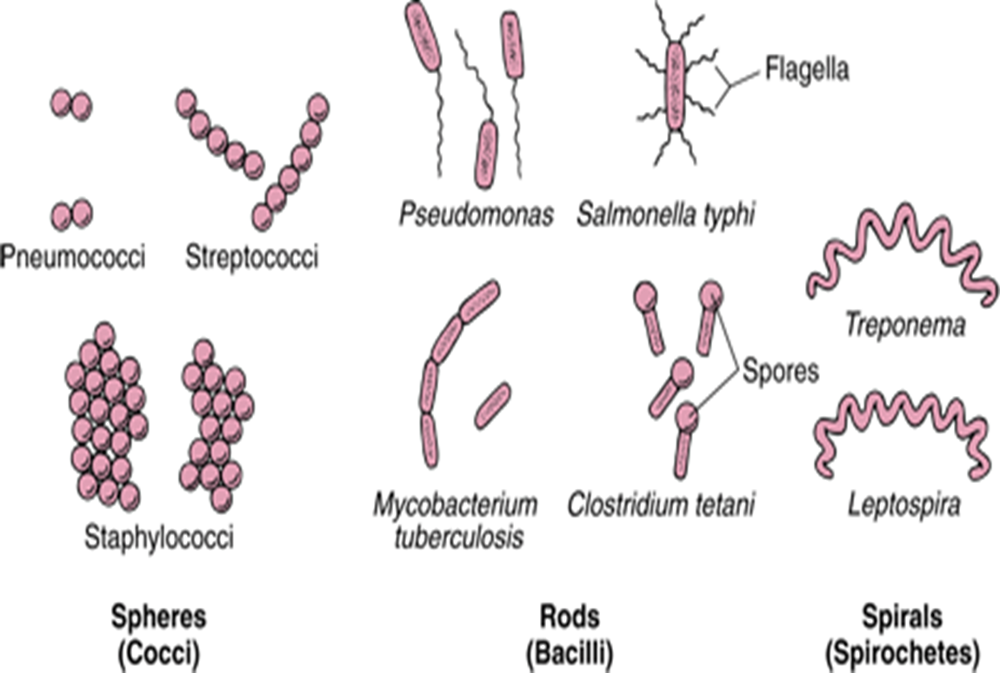 Flagella
Pseudomonas
Salmonella typhi
Pneumococci
Streptococci
Treponema
Spores
Mycobacterium
tuberculosis
Clostridium tetani
Leptospira
Staphylococci
Spheres
(Cocci)
Rods
(Bacilli)
Spirals
(Spirochetes)